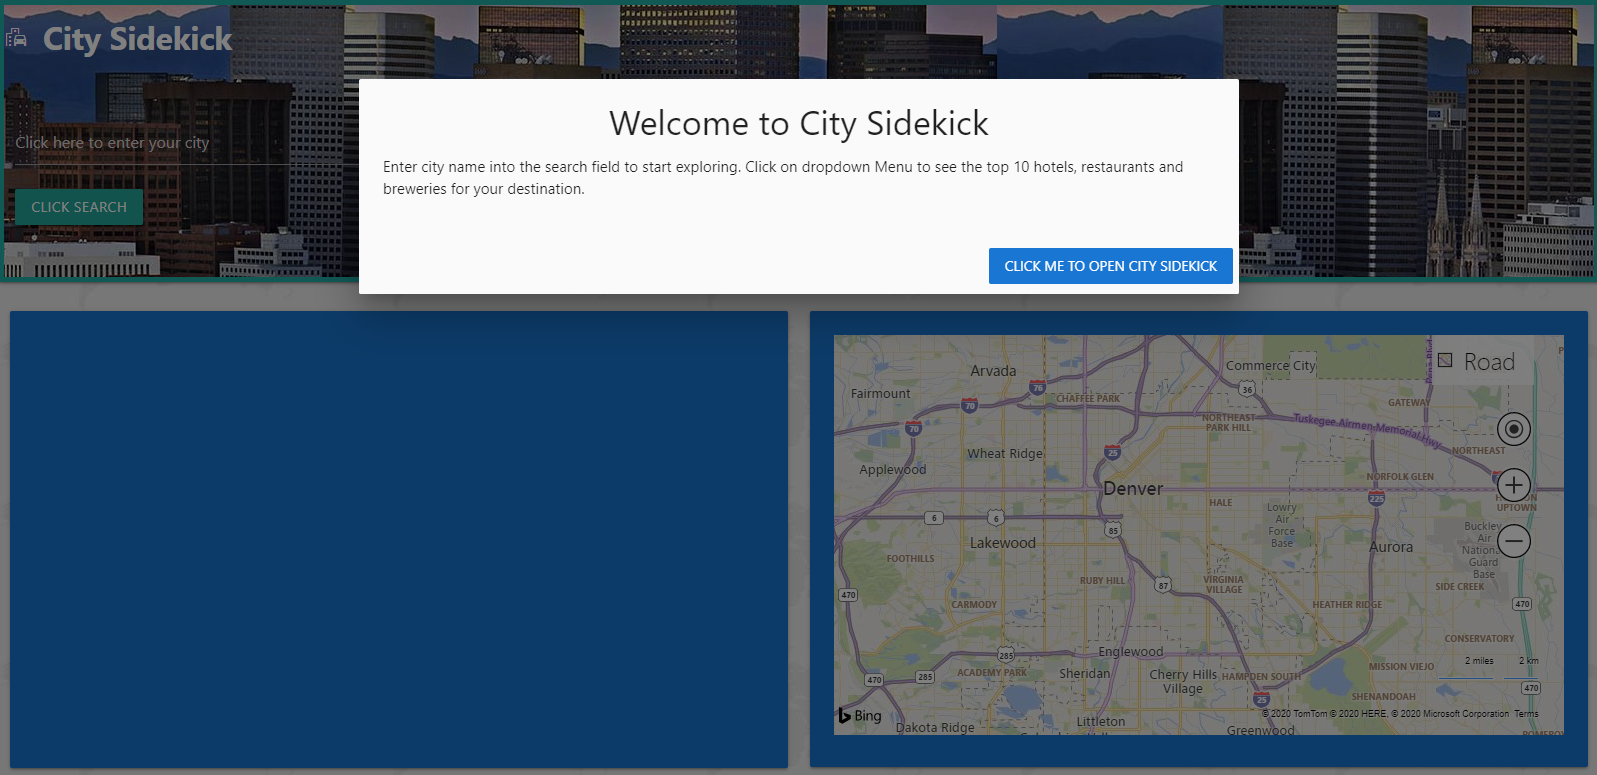 City Sidekick
Click here to enter your city
CLICK SEARCH
Welcome to City Sidekick
Enter city name into the search field to start exploring. Click on dropdown Menu to see the top 10 hotels, restaurants and
breweries for your destination.
CLICK ME TO OPEN CITY SIDEKICK
Road
Commerce City
Arvada
76
36
Fairmount
70
CHAFFEE PARK
GATEWAY
NORTHEAST
PARK HILL
Tuskegee Airmen Memorial Hwy
70
25
Wheat Ridge
NORTHEAST
Applewood
NORFOLK GLEN
Denver
225
HALE
UPTOWN
6
6
85
Lowry
Air
Force
Base
Buckley
Air
National
Guard
Base
Lakewood
Aurora
FOOTHILLS
RUBY HILL
87
VIRGINIA
VILLAGE
SIDE CREEK
470
CARMODY
HEATHER RIDGE
470
CONSERVATORY
285
Englewood
2 miles
2 km
MISSION VIEJO
470
285
ACADEMY PARK
Sheridan
Cherry Hills
Village
HAMPDEN SOUTH
470
25
SHENANDOAH
Bing
© 2020 TomTom © 2020 HERE, © 2020 Microsoft Corporation Terms
Dakota Ridge
Littleton
Greenwood